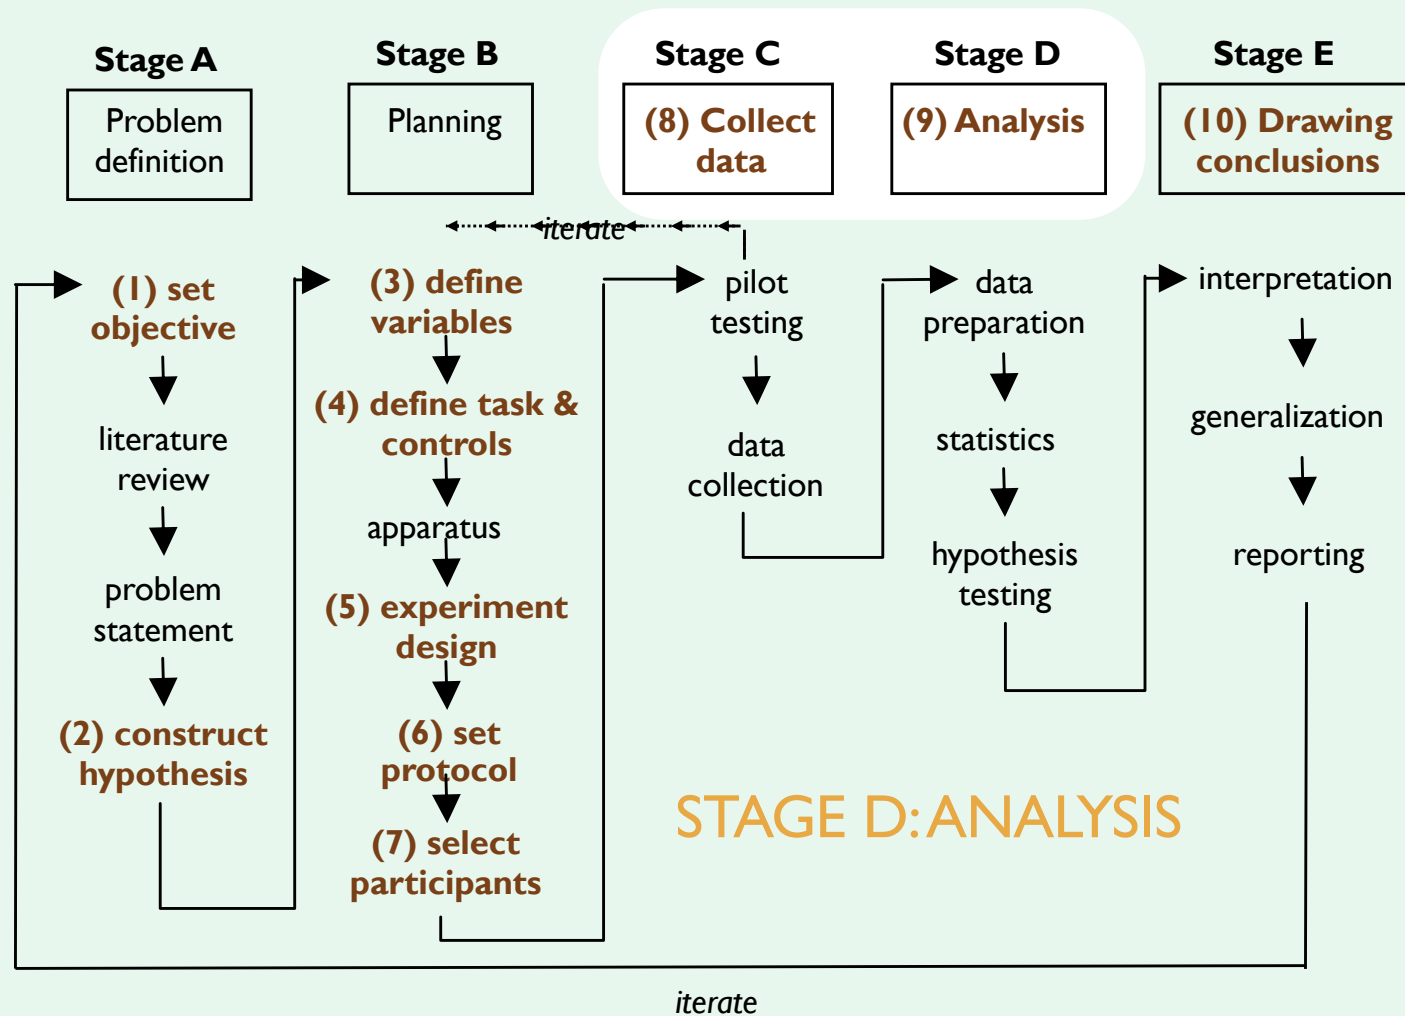 Stage A
Problem
definition
(1) set
objective
literature
review
problem
statement
(2) construct
hypothesis
Stage B
Planning
(3) define
variables
(4) define task &
controls
apparatus
(5) experiment
design
(6) set
protocol
(7) select
participants
Stage C
(8) Collect
data
iterate
pilot
testing
data
collection
Stage D
(9) Analysis
data
preparation
statistics
hypothesis
testing
Stage E
(10) Drawing
conclusions
interpretation
generalization
reporting
STAGE D: ANALYSIS
iterate